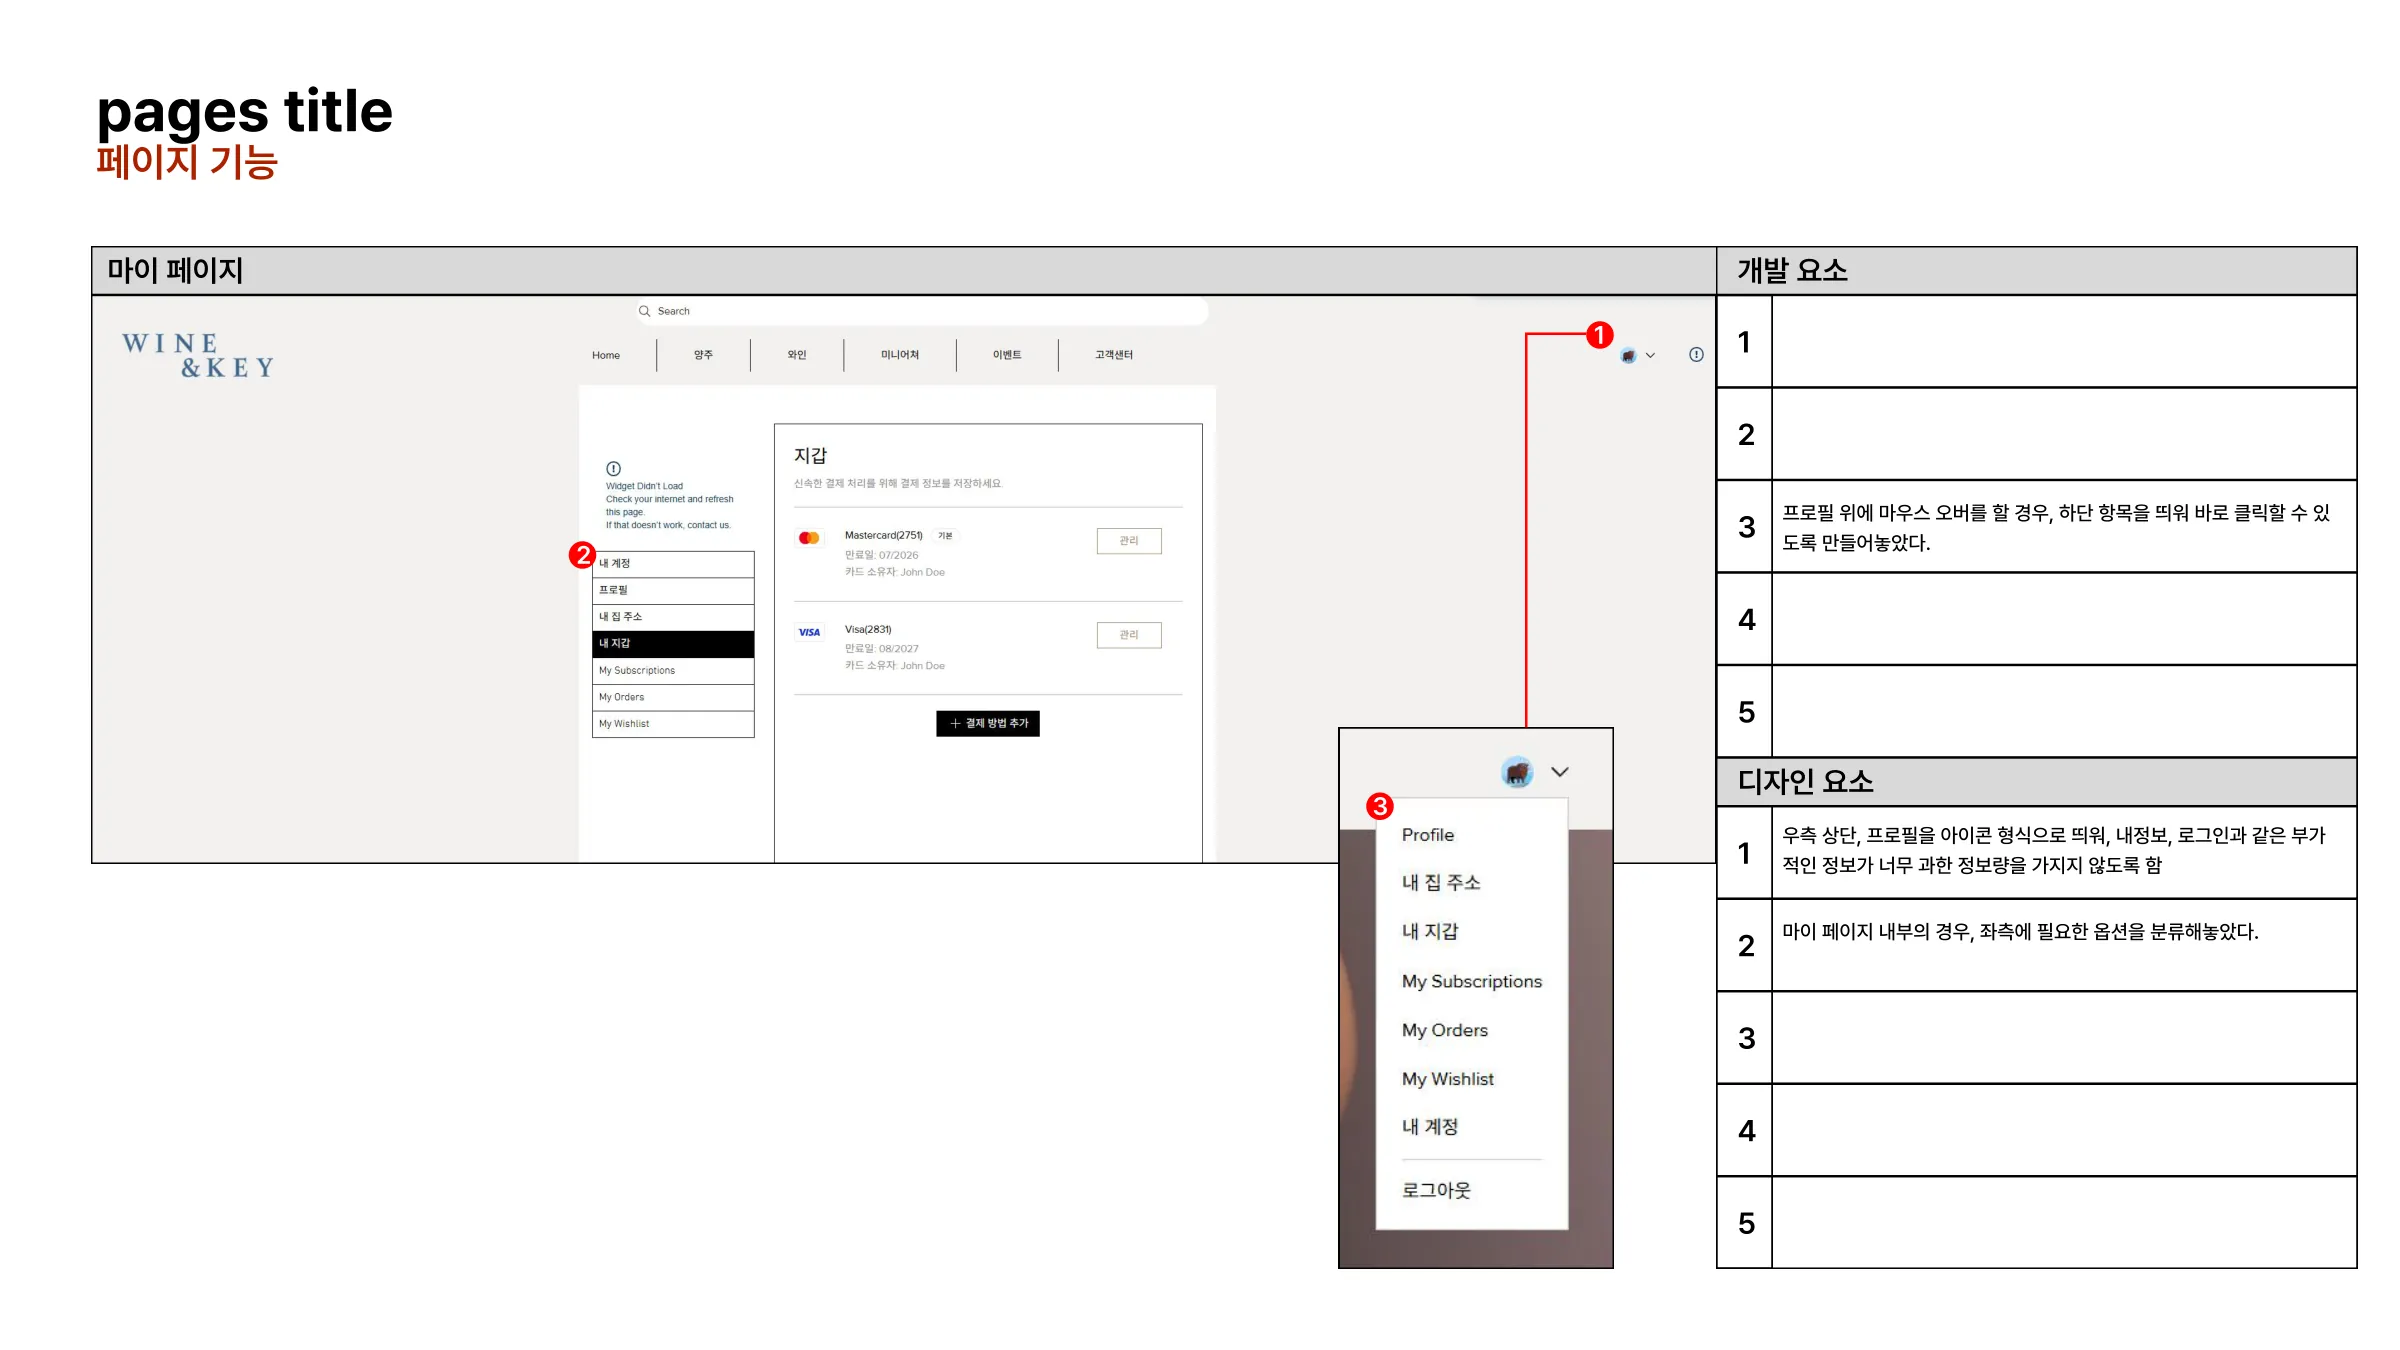 pages title
페이지 기능
마이 페이지
Search
WINE
&KEY
Home
양주
와인
미니어쳐
이벤트
고객센터
1
Widget Didn't Load
Check your internet and refresh
this page.
If that doesn't work, contact us.
2
내 계정
프로필
내 집 주소
내 지갑
My Subscriptions
My Orders
My Wishlist
지갑
신속한 결제 처리를 위해 결제 정보를 저장하세요.
Mastercard(2751) 기본
만료일: 07/2026
카드 소유자: John Doe
관리
VISA
Visa(2831)
만료일: 08/2027
카드 소유자: John Doe
관리
+ 결제 방법 추가
3
Profile
내 집 주소
내 지갑
My Subscriptions
My Orders
My Wishlist
내 계정
로그아웃
개발 요소
1
2
3
프로필 위에 마우스 오버를 할 경우, 하단 항목을 띄워 바로 클릭할 수 있
도록 만들어놓았다.
4
5
디자인 요소
1
우측 상단, 프로필을 아이콘 형식으로 띄워, 내정보, 로그인과 같은 부가
적인 정보가 너무 과한 정보량을 가지지 않도록 함
2
마이 페이지 내부의 경우, 좌측에 필요한 옵션을 분류해놓았다.
3
4
5